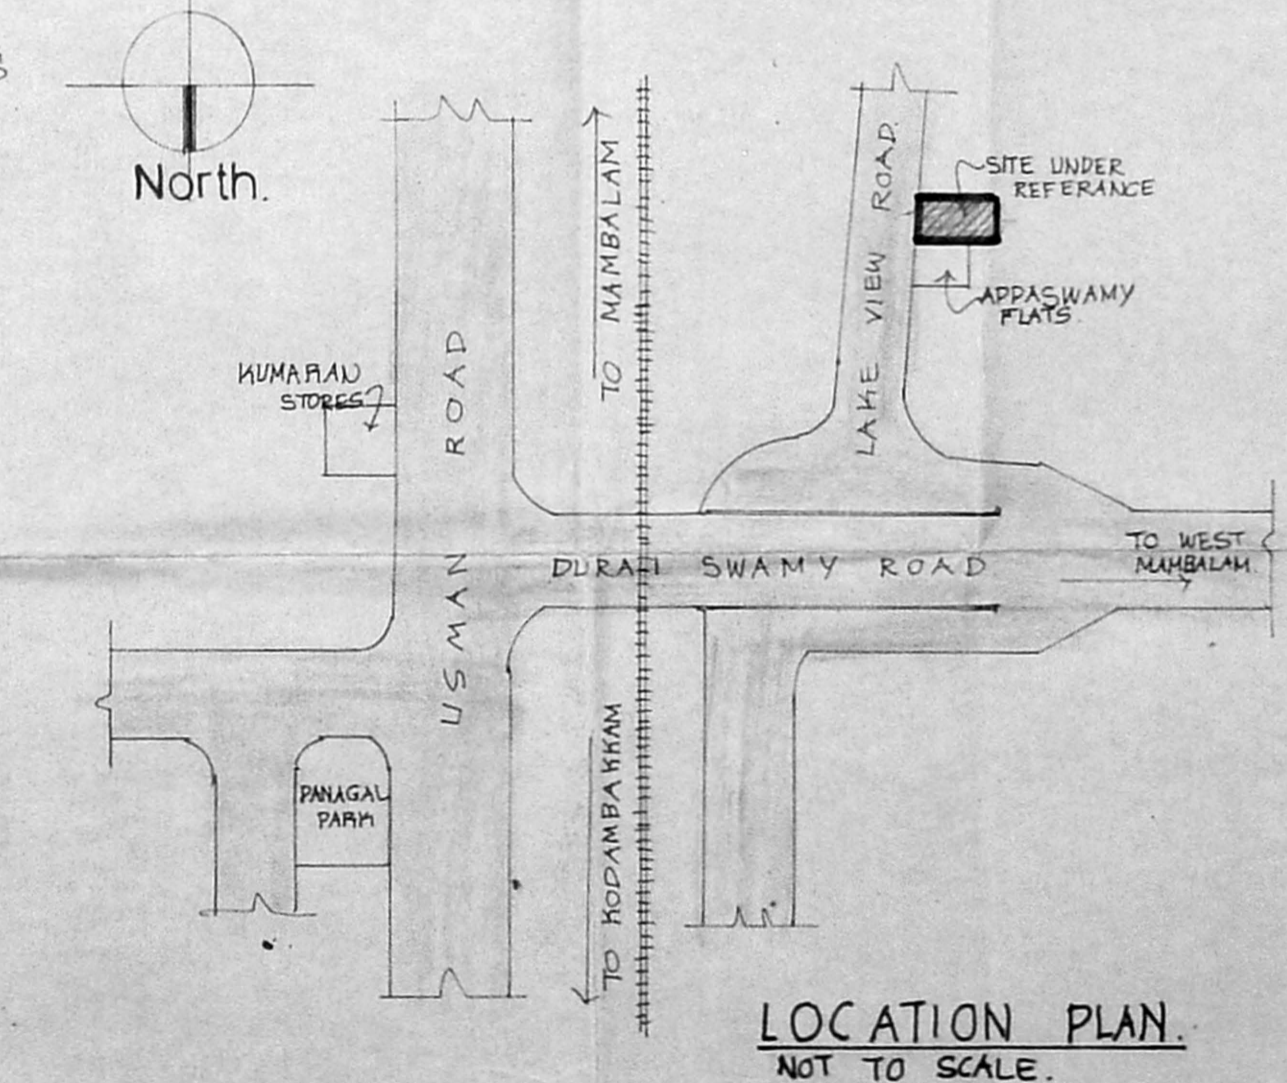 North.
TO MAMBALAM
LAKE VIEW ROAD.
SITE UNDER
REFERANCE
APPASWAMY
FLATS.
KUMARAN
STORES
USMAN ROAD
DURAI SWAMY ROAD
TO WEST
MAMBALAM.
PANAGAL
PARK
TO KODAMBAKKAM
LOCATION PLAN.
NOT TO SCALE.